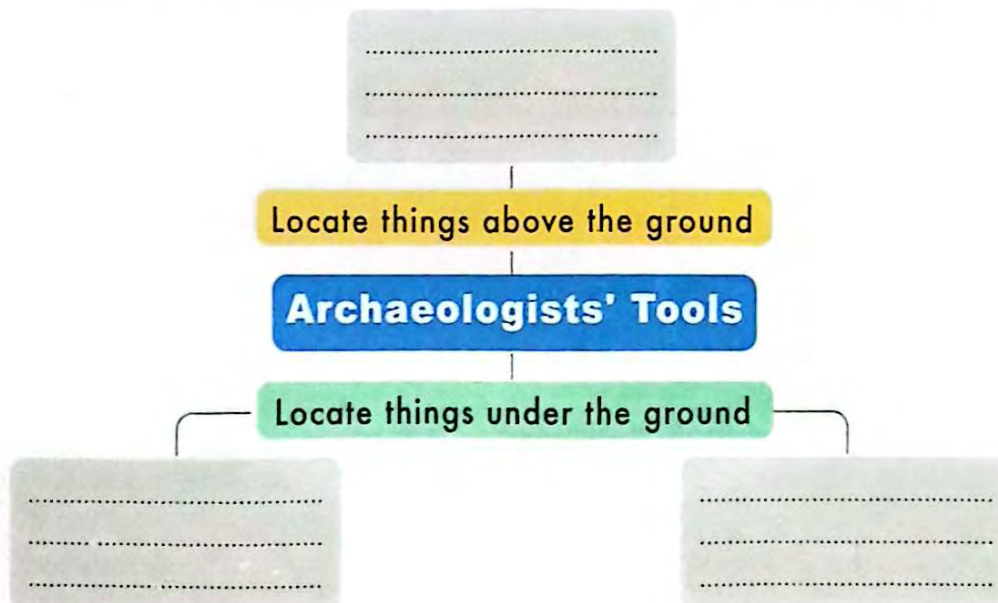 Locate things above the ground
Archaeologists' Tools
Locate things under the ground